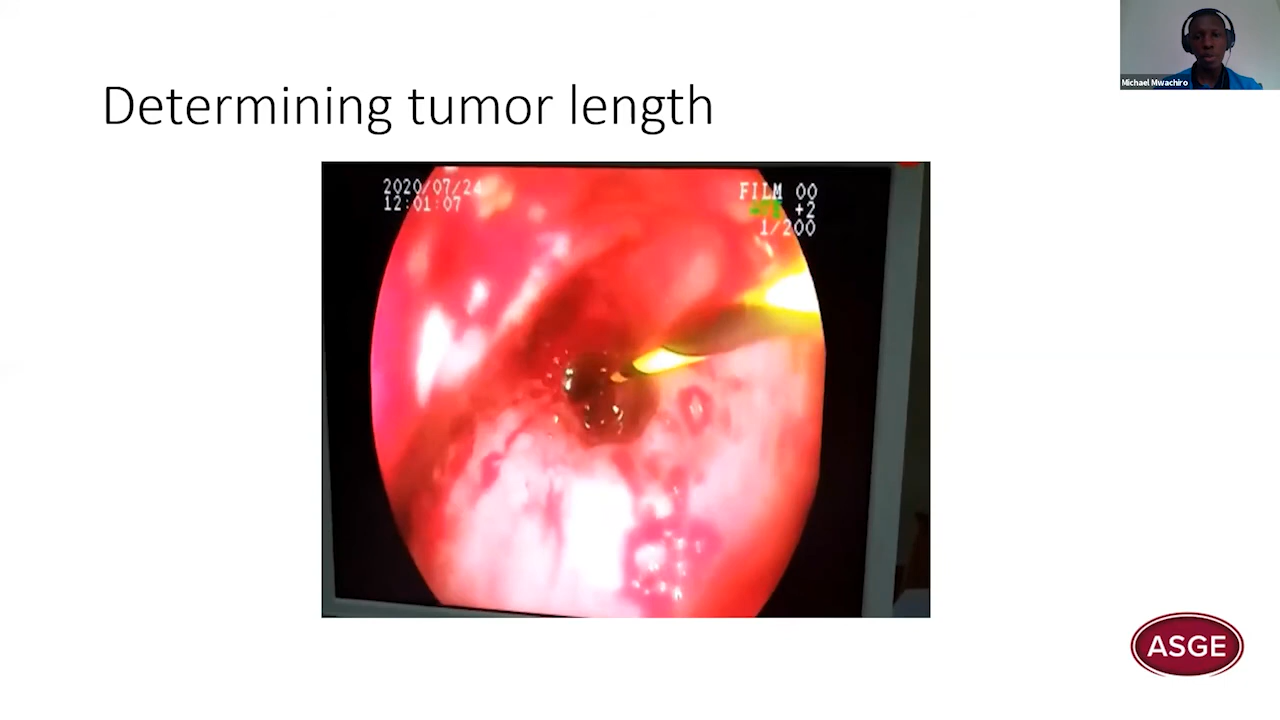 Michael Mwachiro
Determining tumor length
2020/07/24
12:01:07
FILM 00
+2
1/200
ASGE